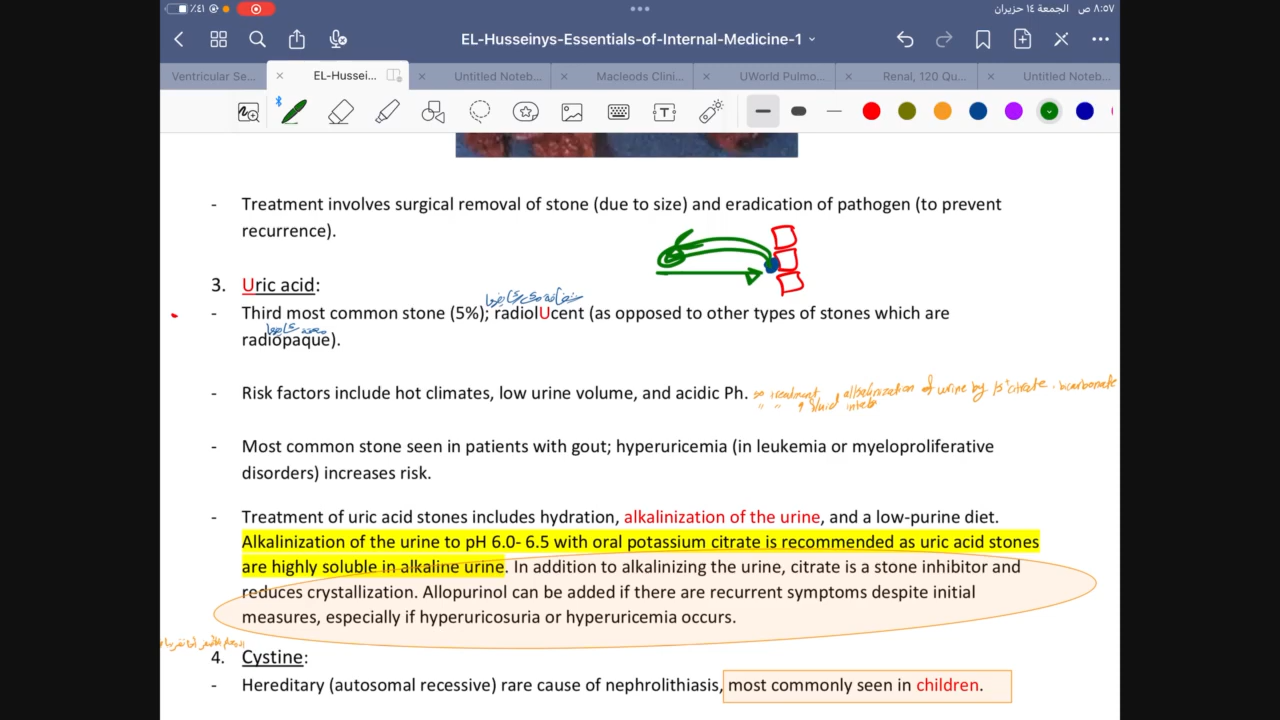 ٪٤١
٨:٥٧ ص الجمعة ١٤ حزيران
EL-Husseinys-Essentials-of-Internal-Medicine-1
Ventricular Se...
EL-Hussei...
Untitled Noteb...
Macleods Clini...
UWorld Pulmo...
Renal, 120 Qu...
Untitled Noteb...
- Treatment involves surgical removal of stone (due to size) and eradication of pathogen (to prevent
recurrence).
3. Uric acid:
- Third most common stone (5%); radiolUcent (as opposed to other types of stones which are
radiopaque).
- Risk factors include hot climates, low urine volume, and acidic Ph.
treatment alkalinization of urine by citrate. bicarbonate
fluid
- Most common stone seen in patients with gout; hyperuricemia (in leukemia or myeloproliferative
disorders) increases risk.
- Treatment of uric acid stones includes hydration, alkalinization of the urine, and a low-purine diet.
Alkalinization of the urine to pH 6.0- 6.5 with oral potassium citrate is recommended as uric acid stones
are highly soluble in alkaline urine. In addition to alkalinizing the urine, citrate is a stone inhibitor and
reduces crystallization. Allopurinol can be added if there are recurrent symptoms despite initial
measures, especially if hyperuricosuria or hyperuricemia occurs.
4. Cystine:
- Hereditary (autosomal recessive) rare cause of nephrolithiasis, most commonly seen in children.